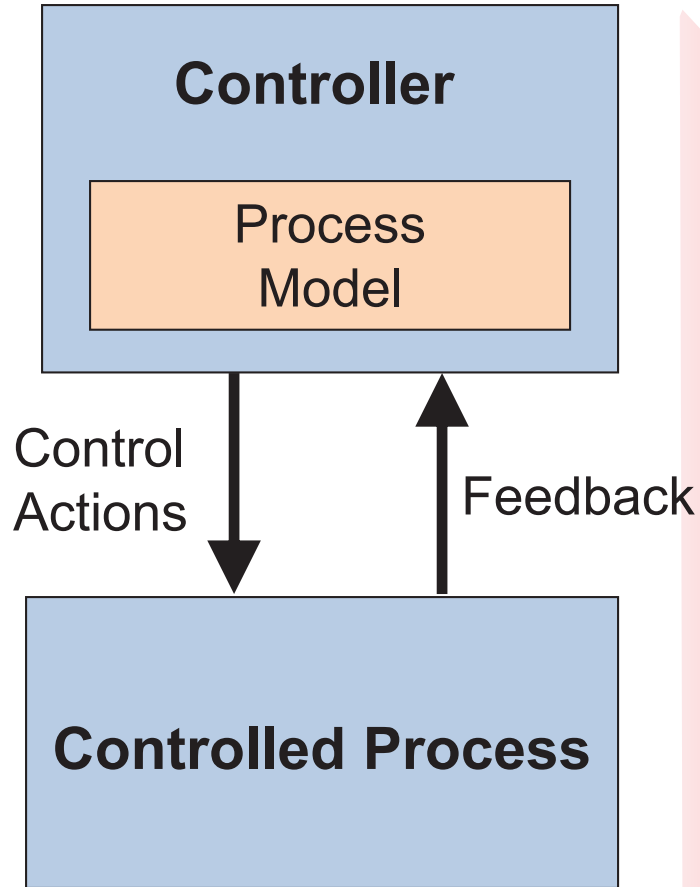 Controller
Process
Model
Control
Actions
Feedback
Controlled Process